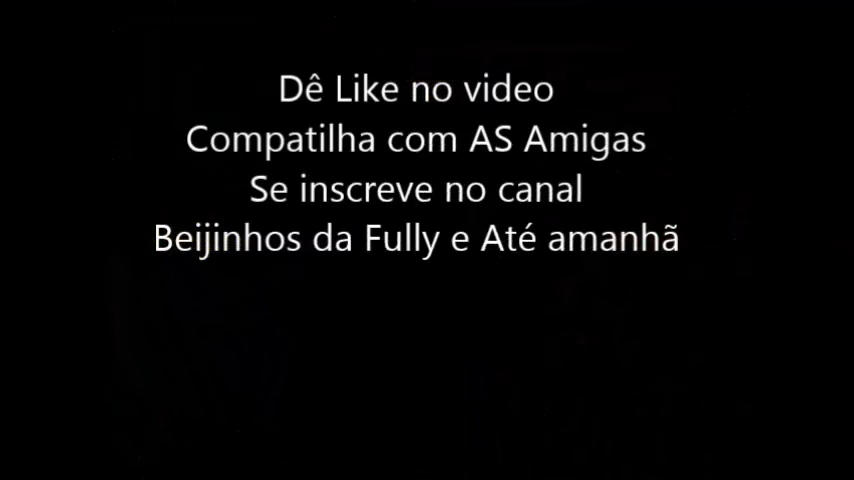 Dê Like no video
Compatilha com AS Amigas
Se inscreve no canal
Beijinhos da Fully e Até amanhã